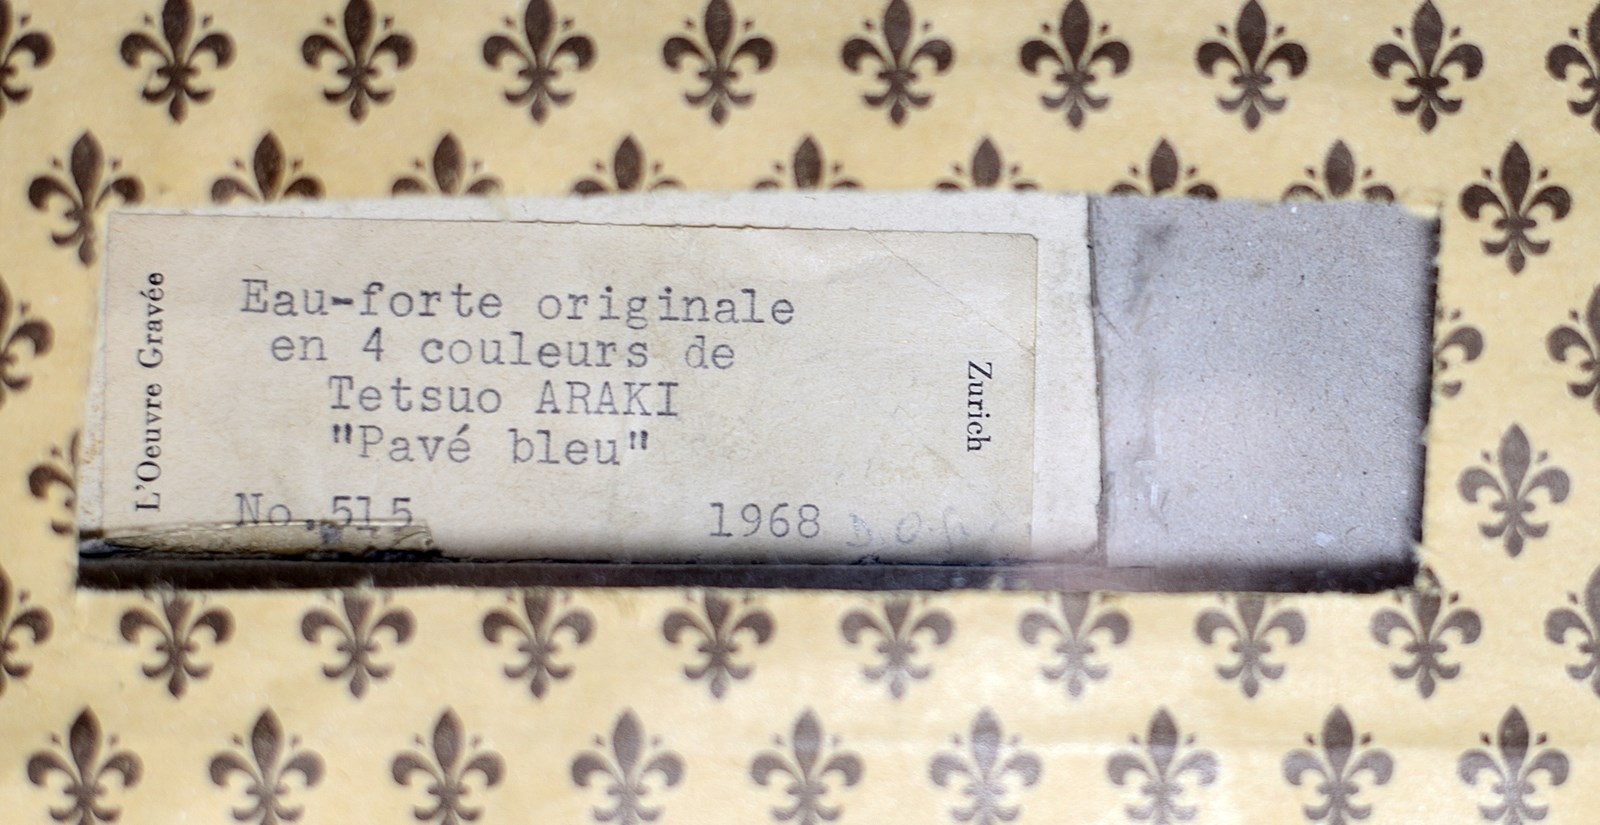 L'Oeuvre Gravée
Eau-forte originale
en 4 couleurs de
Tetsuo ARAKI
"Pavé bleu"
No.515 1968
Zurich